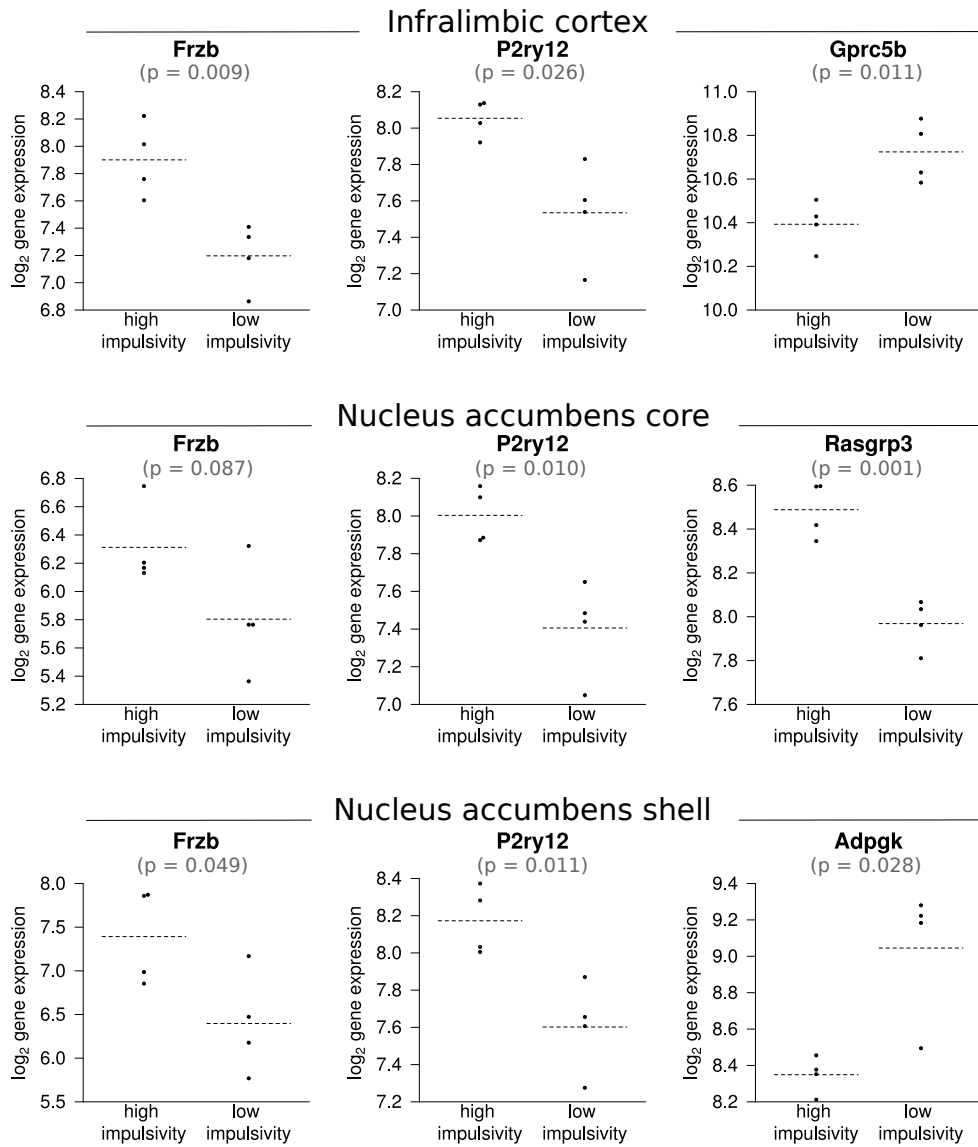 Infralimbic cortex
Frzb
(p = 0.009)
log2 gene expression
8.4
8.2
8.0
7.8
7.6
7.4
7.2
7.0
6.8
high impulsivity
low impulsivity
P2ry12
(p = 0.026)
log2 gene expression
8.2
8.0
7.8
7.6
7.4
7.2
7.0
high impulsivity
low impulsivity
Gprc5b
(p = 0.011)
log2 gene expression
11.0
10.8
10.6
10.4
10.2
10.0
high impulsivity
low impulsivity
Nucleus accumbens core
Frzb
(p = 0.087)
log2 gene expression
6.8
6.6
6.4
6.2
6.0
5.8
5.6
5.4
5.2
high impulsivity
low impulsivity
P2ry12
(p = 0.010)
log2 gene expression
8.2
8.0
7.8
7.6
7.4
7.2
7.0
high impulsivity
low impulsivity
Rasgrp3
(p = 0.001)
log2 gene expression
8.6
8.4
8.2
8.0
7.8
7.6
high impulsivity
low impulsivity
Nucleus accumbens shell
Frzb
(p = 0.049)
log2 gene expression
8.0
7.5
7.0
6.5
6.0
5.5
high impulsivity
low impulsivity
P2ry12
(p = 0.011)
log2 gene expression
8.4
8.2
8.0
7.8
7.6
7.4
7.2
high impulsivity
low impulsivity
Adpgk
(p = 0.028)
log2 gene expression
9.4
9.2
9.0
8.8
8.6
8.4
8.2
high impulsivity
low impulsivity